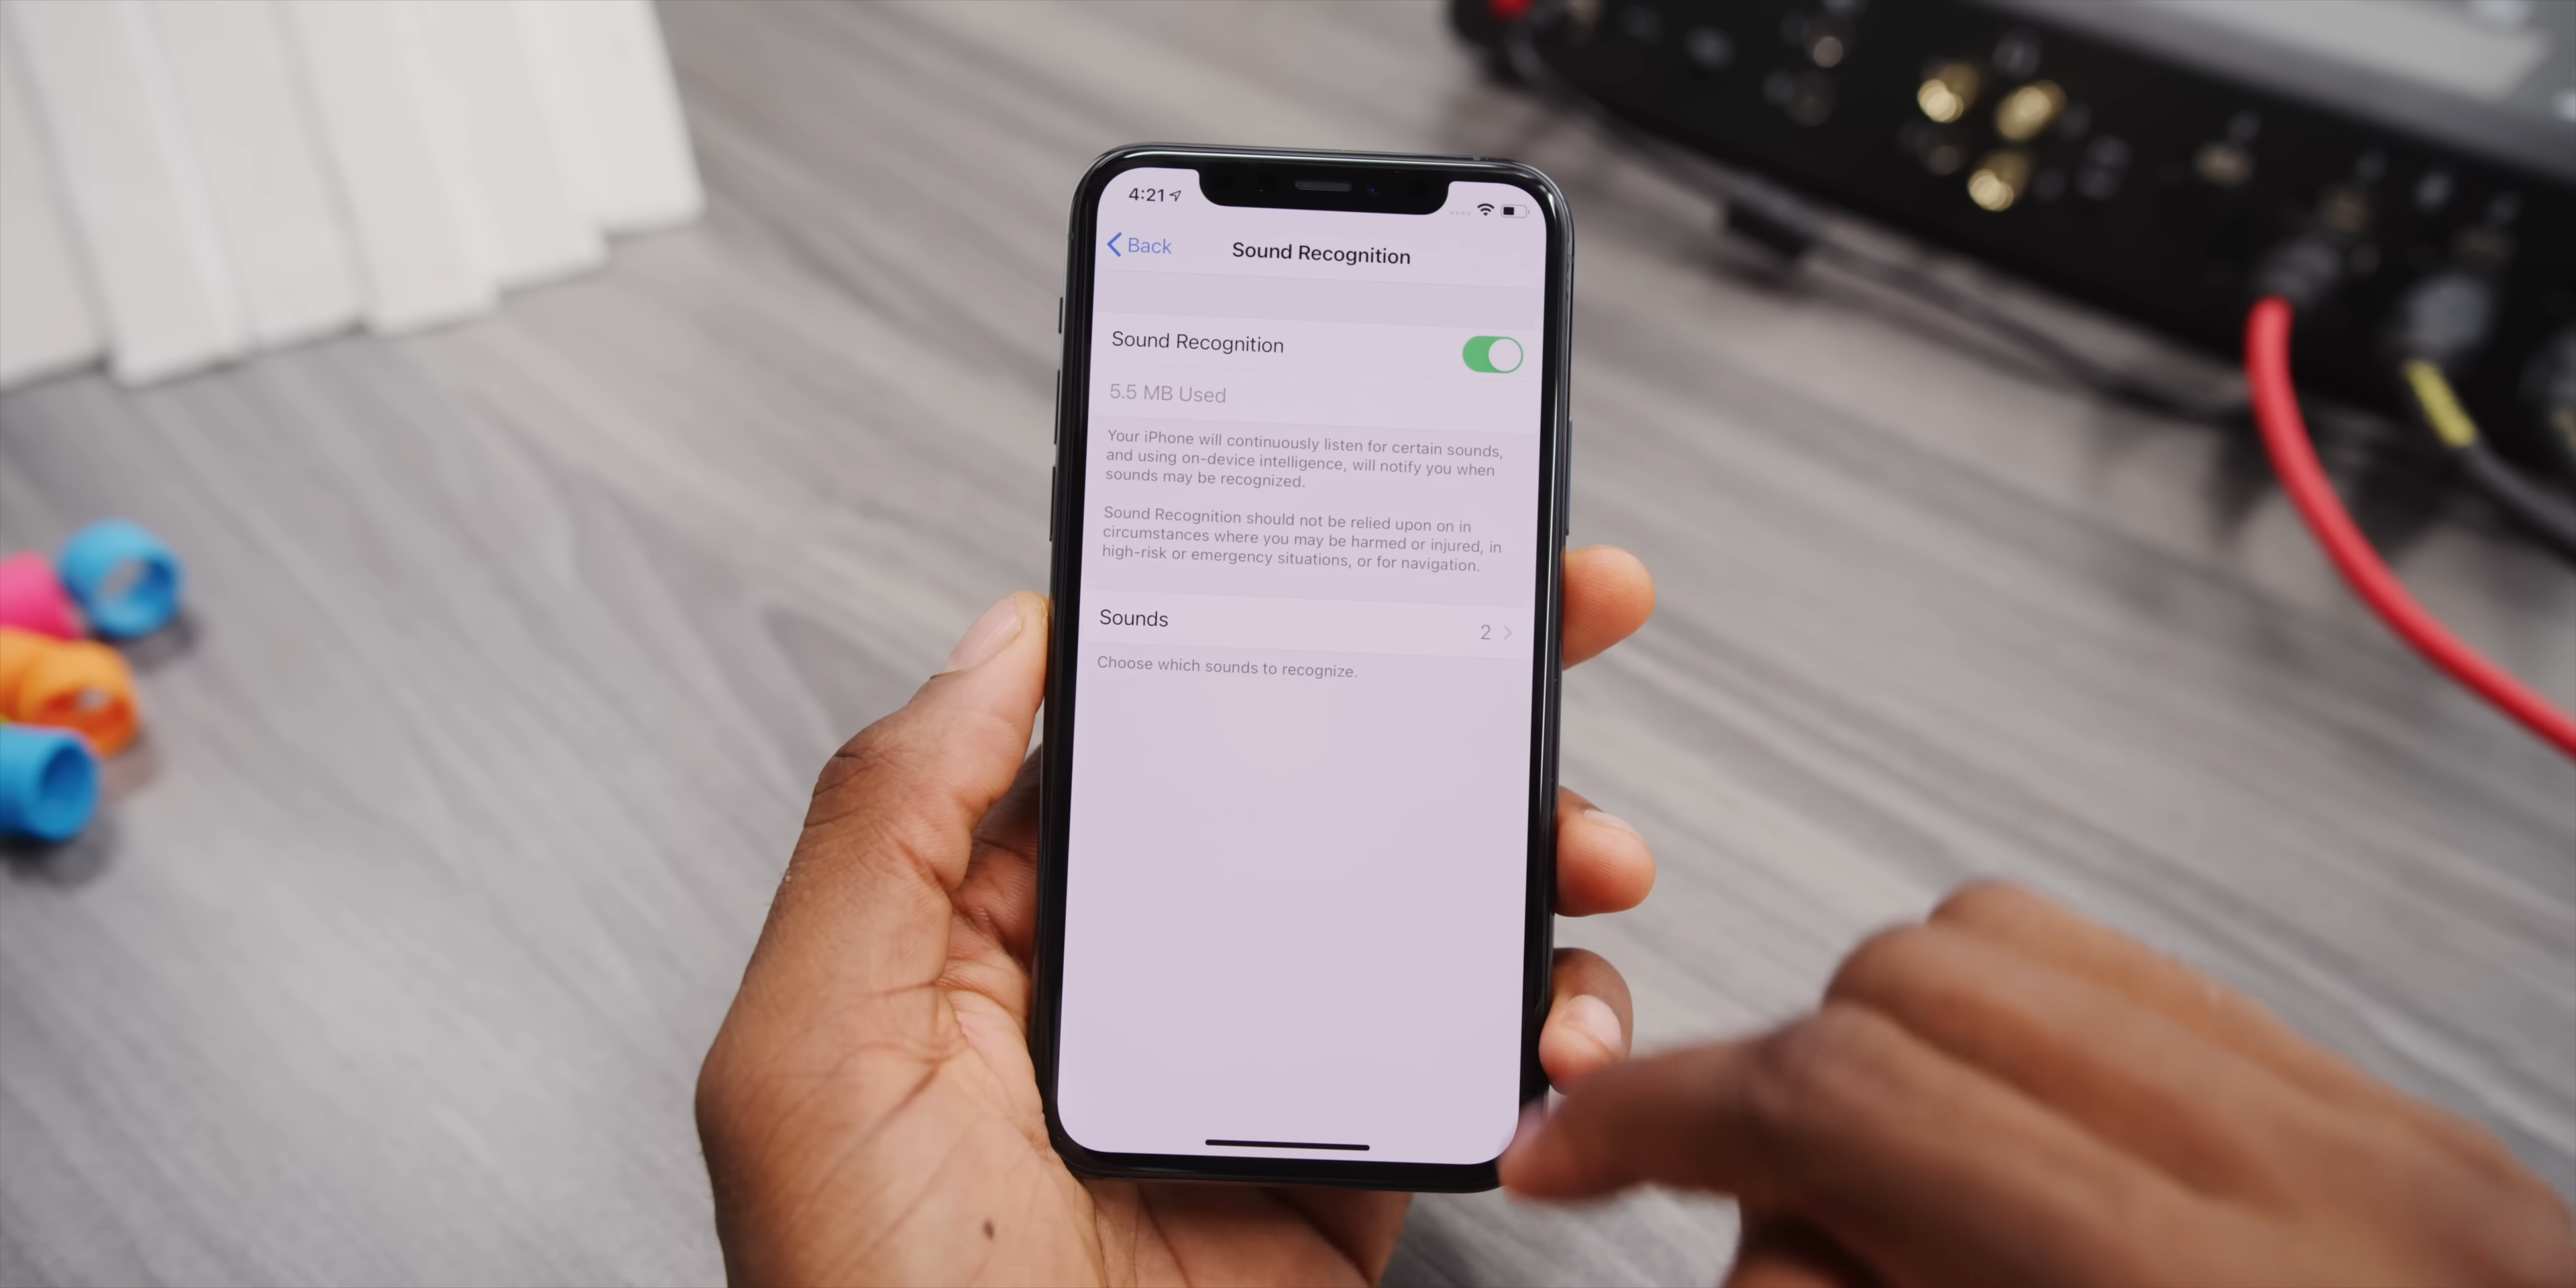 4:21
Back
Sound Recognition
Sound Recognition
5.5 MB Used
Your iPhone will continuously listen for certain sounds,
and using on-device intelligence, will notify you when
sounds may be recognized.
Sound Recognition should not be relied upon on in
circumstances where you may be harmed or injured, in
high-risk or emergency situations, or for navigation.
Sounds
2
Choose which sounds to recognize.